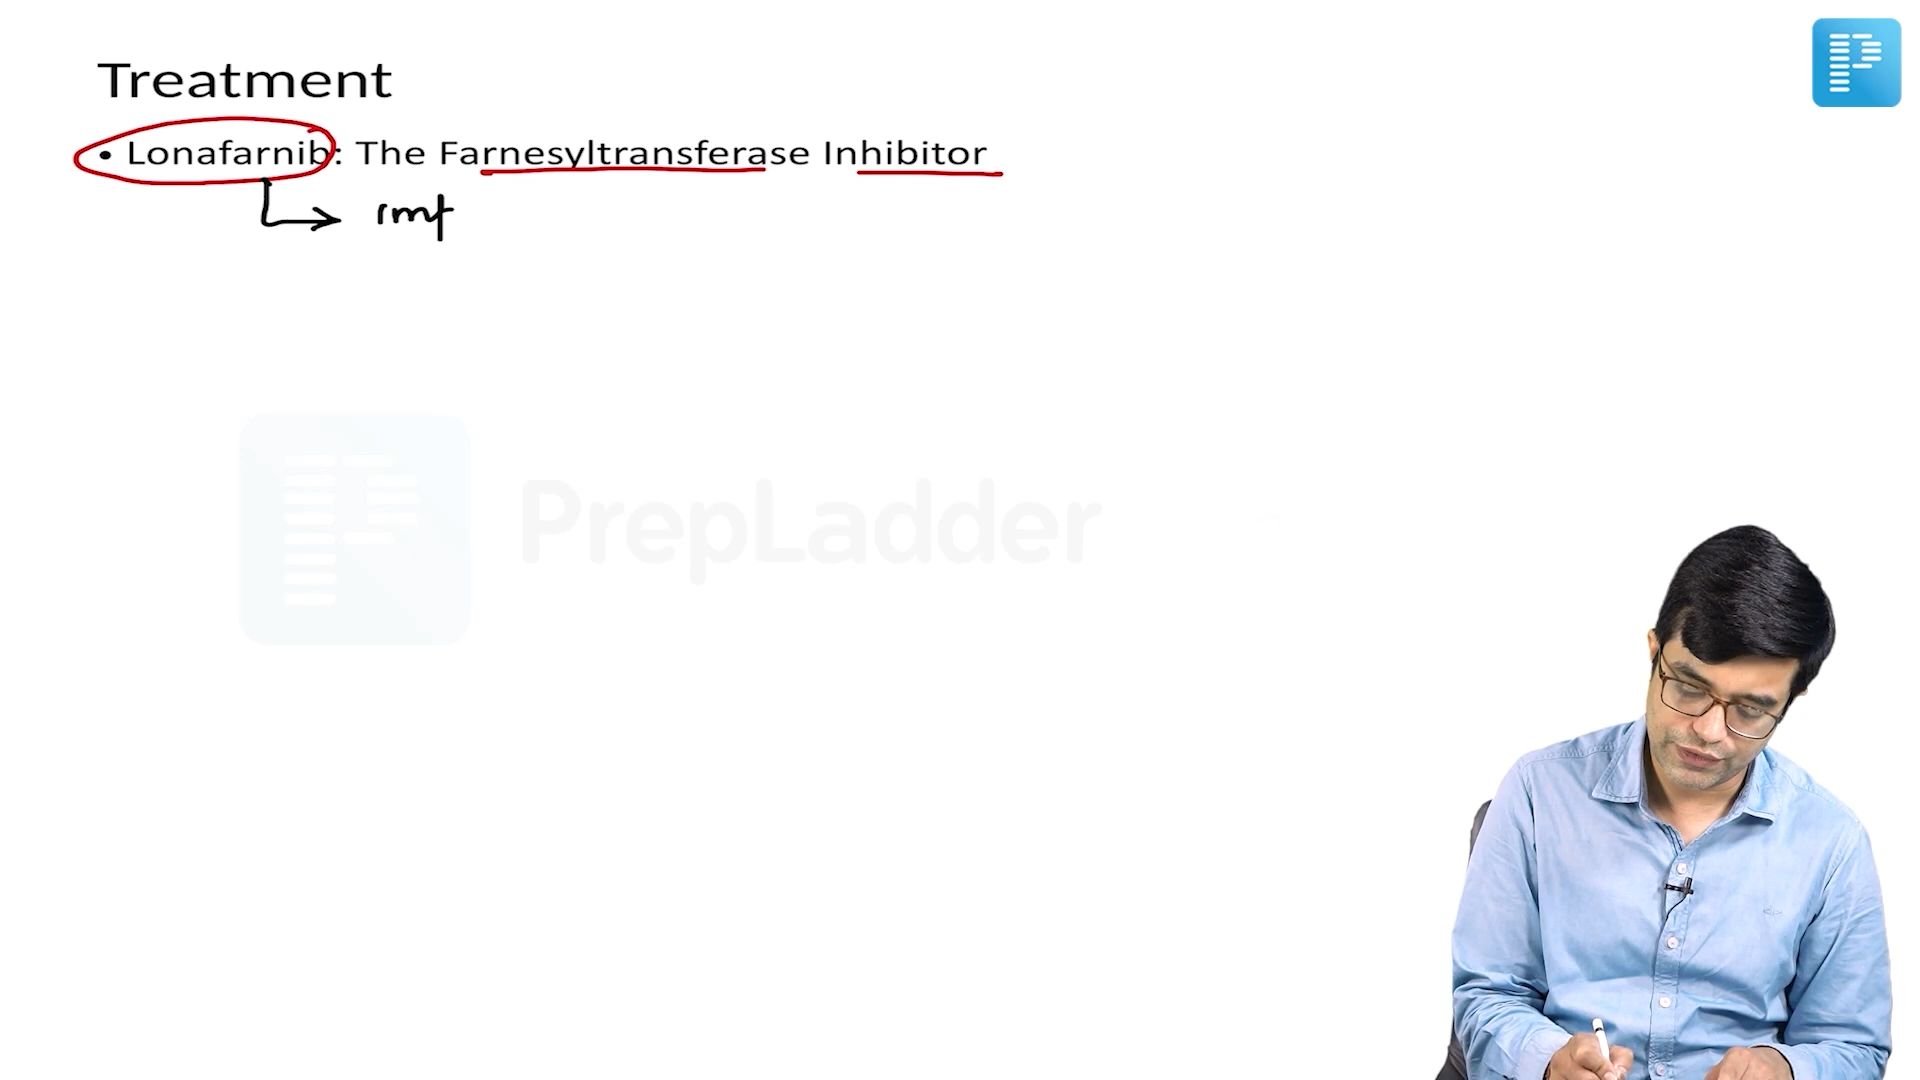 Treatment
• Lonafarnib: The Farnesyltransferase Inhibitor
imp
PrepLadder